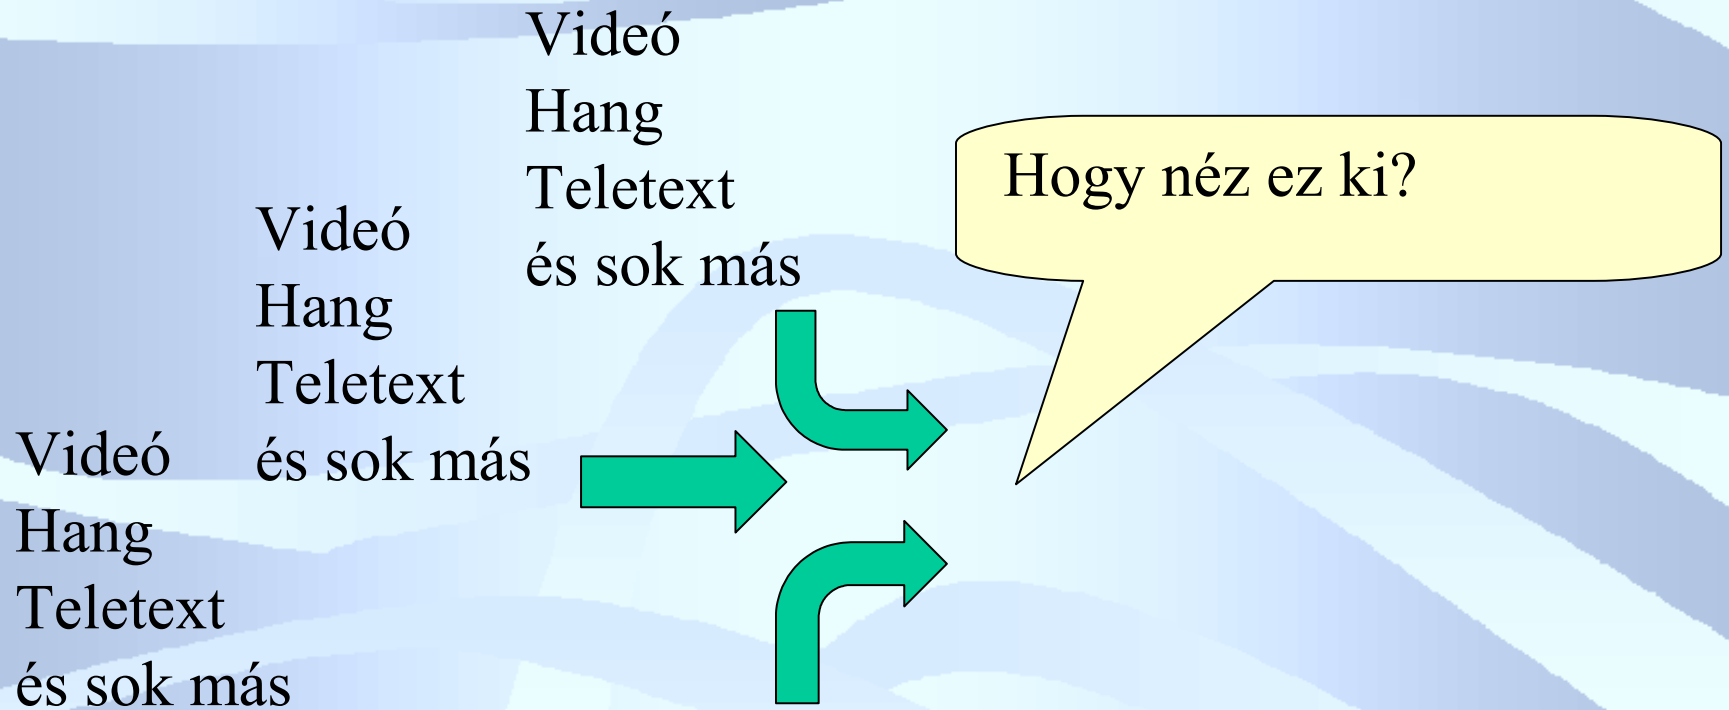 Videó
Hang
Teletext
és sok más
Videó
Hang
Teletext
és sok más
Videó
Hang
Teletext
és sok más
Hogy néz ez ki?